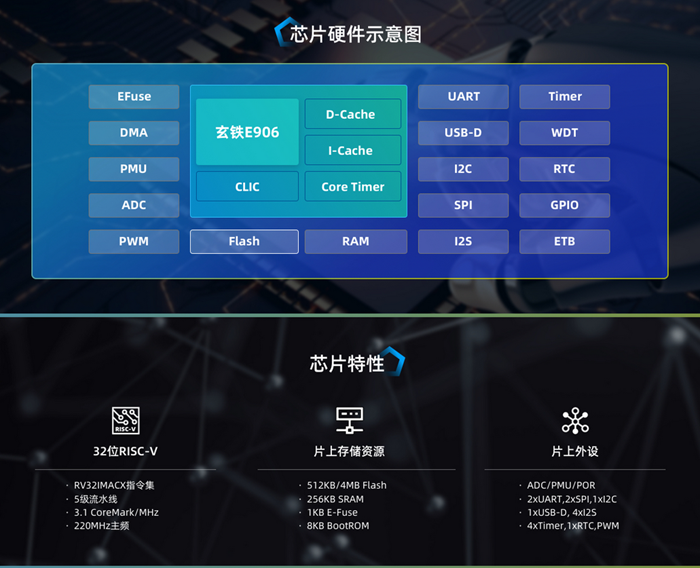 芯片硬件示意图
EFuse
DMA
PMU
ADC
PWM
玄铁E906
D-Cache
I-Cache
CLIC
Core Timer
Flash
RAM
UART
Timer
USB-D
WDT
I2C
RTC
SPI
GPIO
I2S
ETB
芯片特性
RISC-V
32位RISC-V
· RV32IMACX指令集
· 5级流水线
· 3.1 CoreMark/MHz
· 220MHz主频
片上存储资源
· 512KB/4MB Flash
· 256KB SRAM
· 1KB E-Fuse
· 8KB BootROM
片上外设
· ADC/PMU/POR
· 2xUART,2xSPI,1xI2C
· 1xUSB-D, 4xI2S
· 4xTimer,1xRTC,PWM